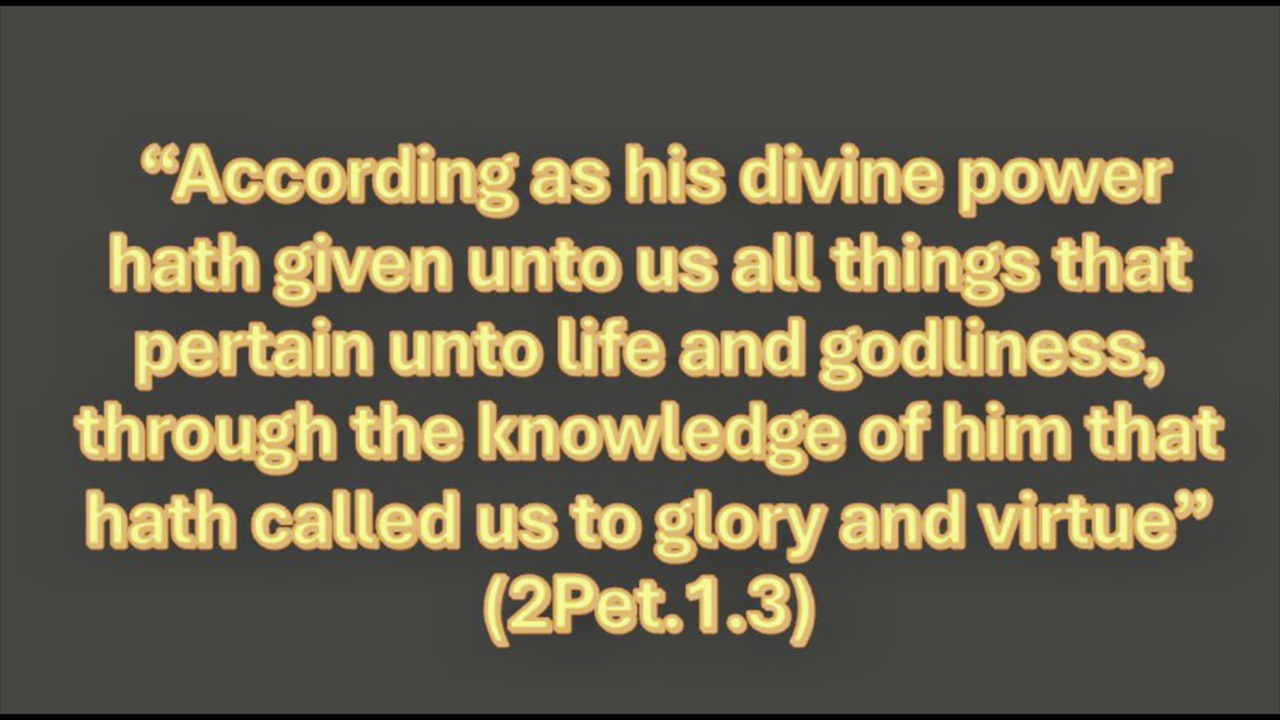 “According as his divine power
hath given unto us all things that
pertain unto life and godliness,
through the knowledge of him that
hath called us to glory and virtue”
(2Pet.1.3)